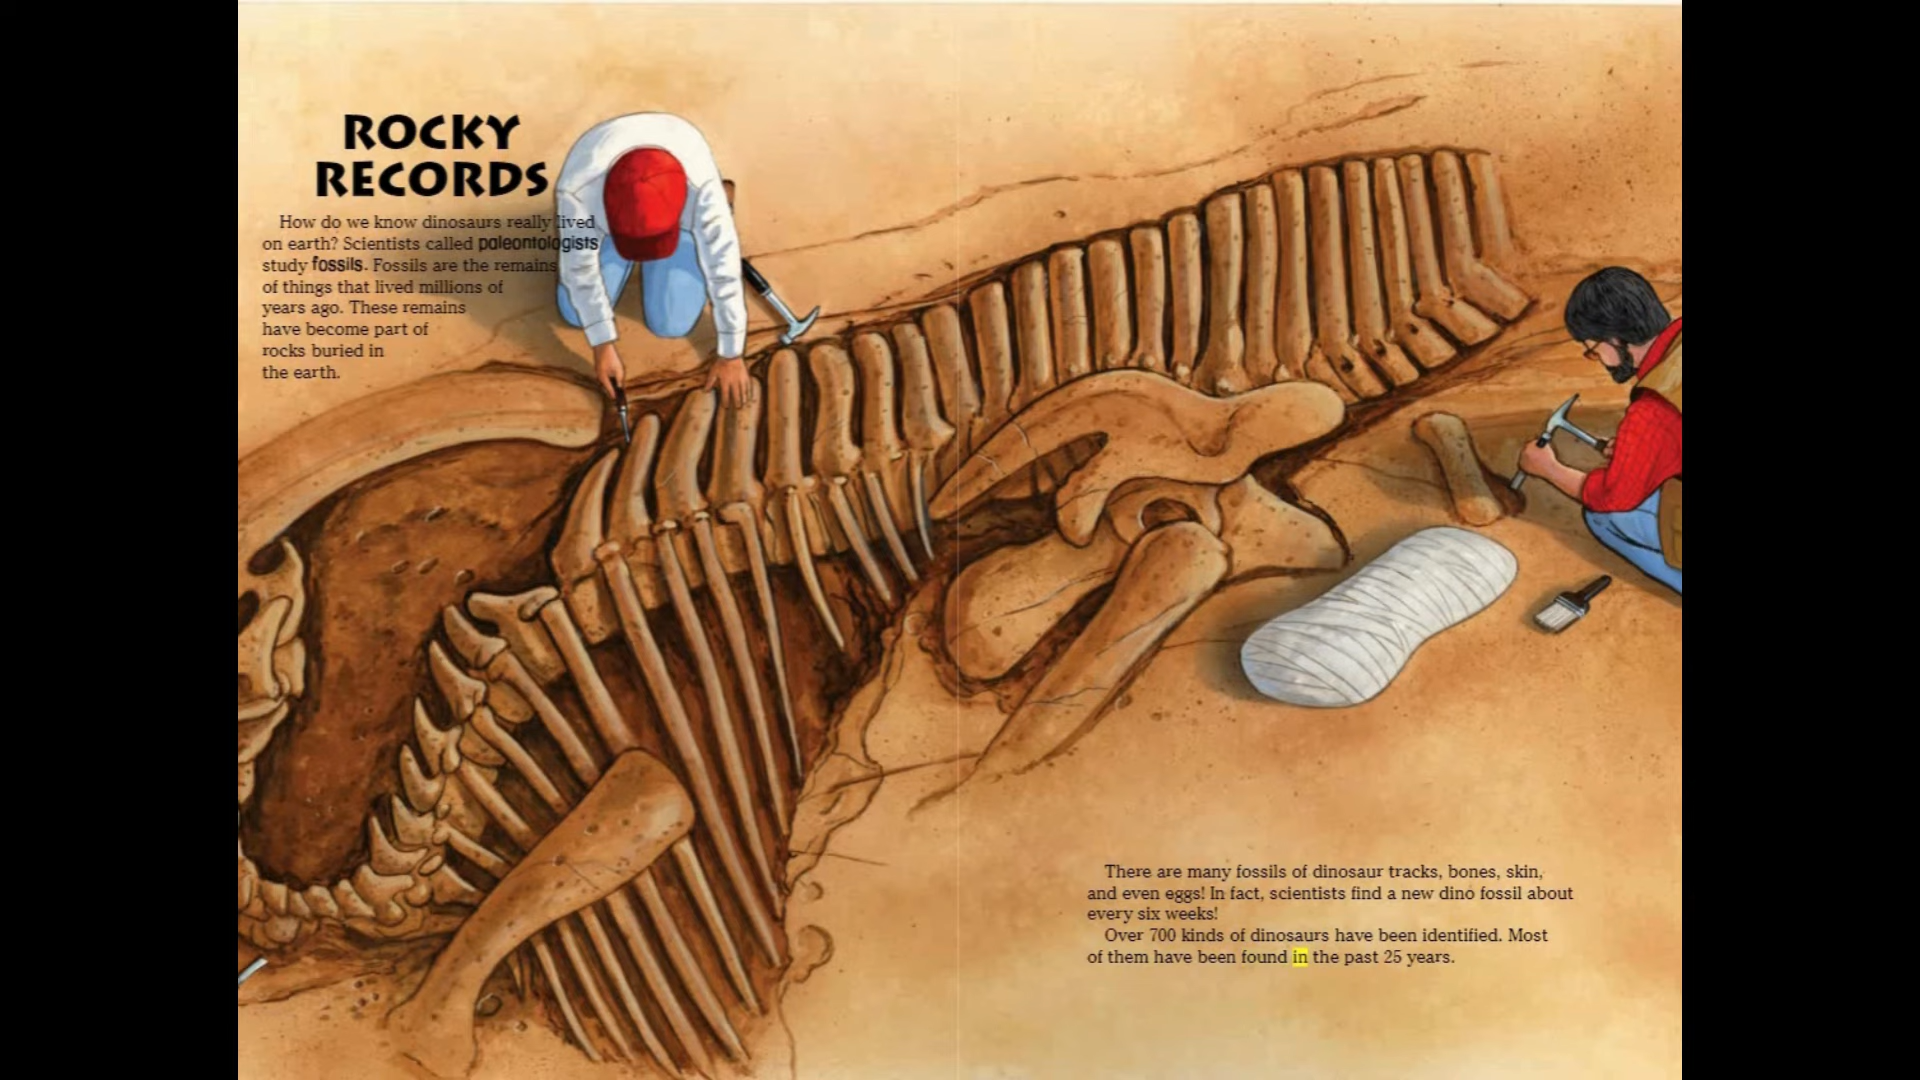 ROCKY
RECORDS
How do we know dinosaurs really lived
on earth? Scientists called paleontologists
study fossils. Fossils are the remains
of things that lived millions of
years ago. These remains
have become part of
rocks buried in
the earth.
There are many fossils of dinosaur tracks, bones, skin,
and even eggs! In fact, scientists find a new dino fossil about
every six weeks!
Over 700 kinds of dinosaurs have been identified. Most
of them have been found in the past 25 years.